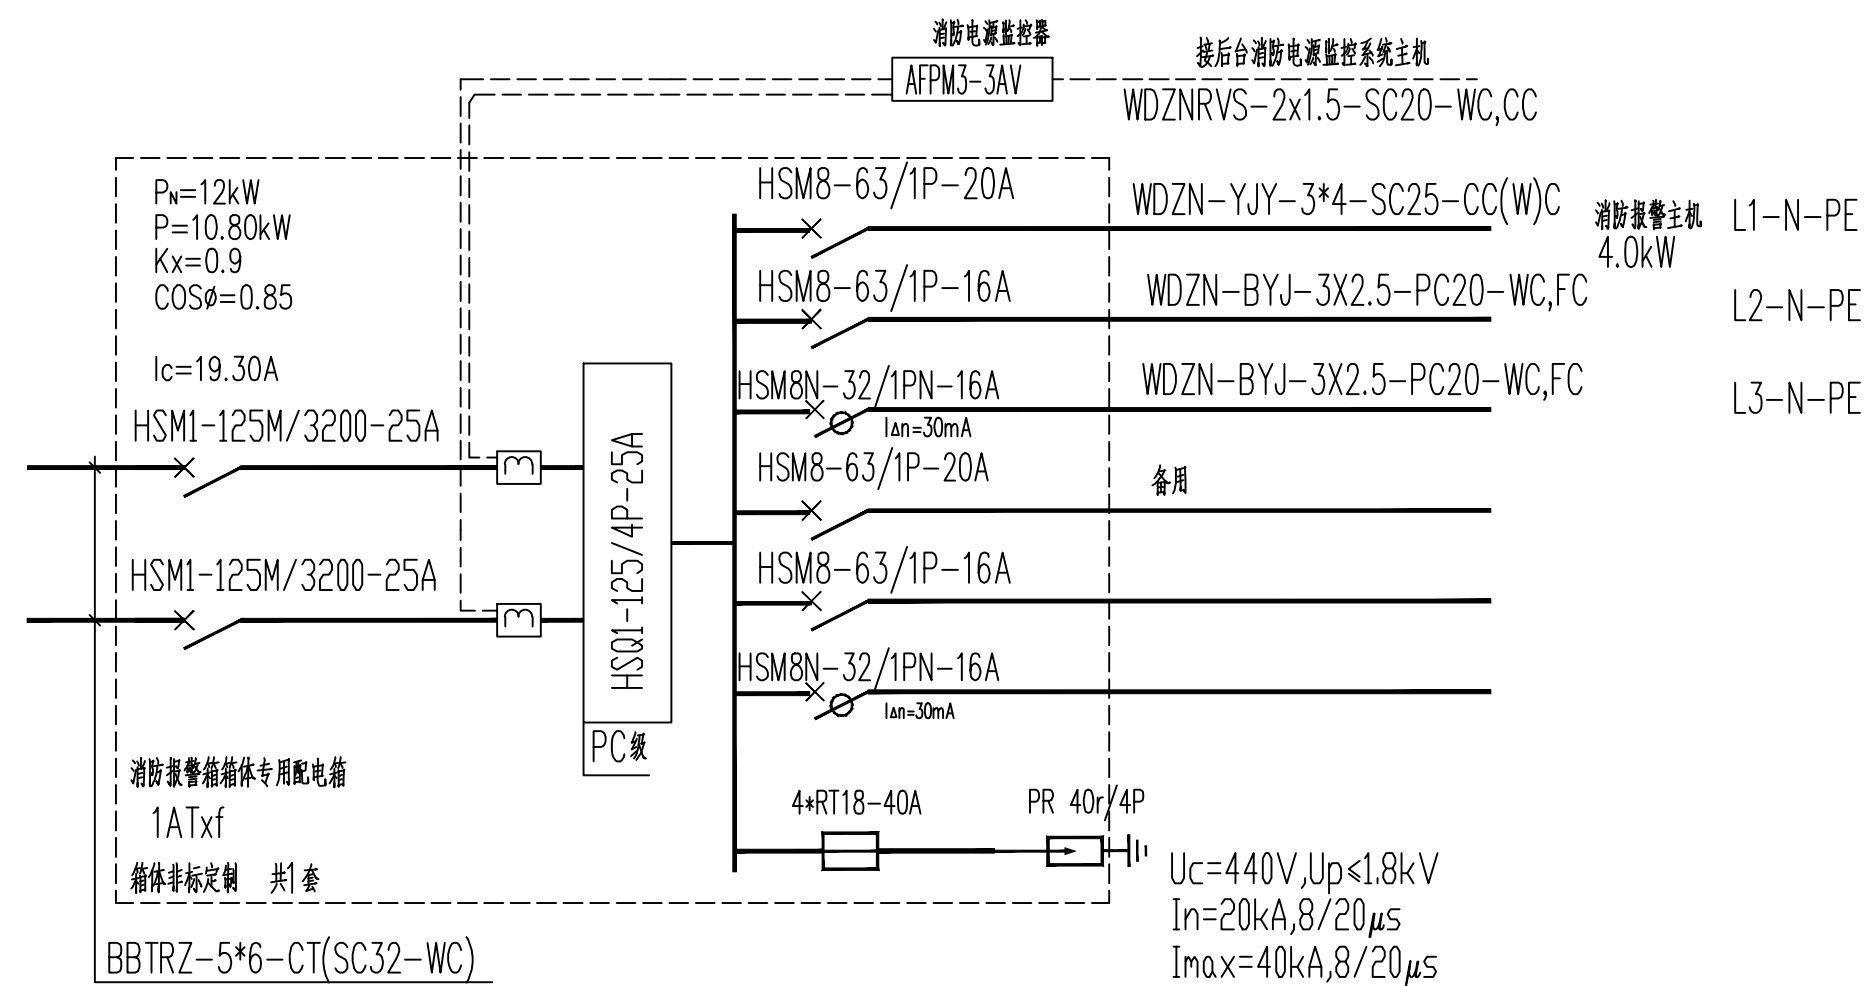 消防电源监控器
AFPM3-3AV
接后台消防电源监控系统主机
WDZNRVS-2x1.5-SC20-WC,CC
PN=12kW
P=10.80kW
Kx=0.9
COSø=0.85
Ic=19.30A
HSM1-125M/3200-25A
HSM1-125M/3200-25A
HSQ1-125/4P-25A
PC级
HSM8-63/1P-20A
WDZN-YJY-3*4-SC25-CC(W)C
消防报警主机
4.0kW
L1-N-PE
HSM8-63/1P-16A
WDZN-BYJ-3X2.5-PC20-WC,FC
L2-N-PE
HSM8N-32/1PN-16A
I△n=30mA
WDZN-BYJ-3X2.5-PC20-WC,FC
L3-N-PE
HSM8-63/1P-20A
备用
HSM8-63/1P-16A
HSM8N-32/1PN-16A
I△n=30mA
消防报警箱箱体专用配电箱
1ATxf
箱体非标定制 共1套
4*RT18-40A
PR 40r/4P
Uc=440V,Up≤1.8kV
In=20kA,8/20μs
Imax=40kA,8/20μs
BBTRZ-5*6-CT(SC32-WC)